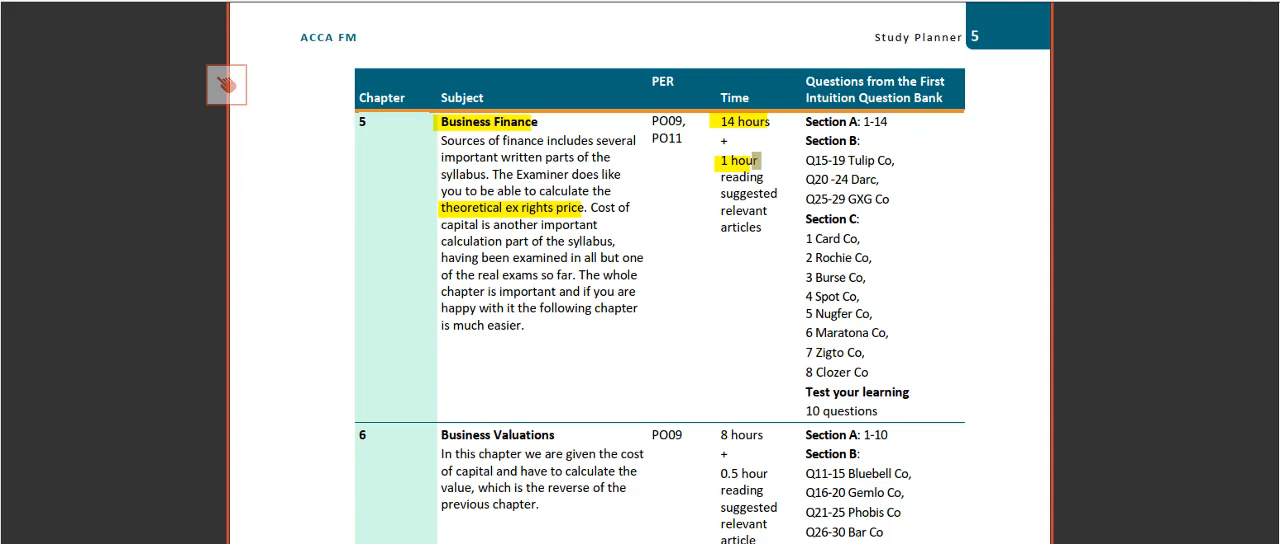 ACCA FM
Study Planner 5
PER
Questions from the First
Chapter Subject Time Intuition Question Bank
5
Business Finance
Sources of finance includes several
important written parts of the
syllabus. The Examiner does like
you to be able to calculate the
theoretical ex rights price. Cost of
capital is another important
calculation part of the syllabus,
having been examined in all but one
of the real exams so far. The whole
chapter is important and if you are
happy with it the following chapter
is much easier.
PO09,
PO11
14 hours
+
1 hour
reading
suggested
relevant
articles
Section A: 1-14
Section B:
Q15-19 Tulip Co,
Q20 -24 Darc,
Q25-29 GXG Co
Section C:
1 Card Co,
2 Rochie Co,
3 Burse Co,
4 Spot Co,
5 Nugfer Co,
6 Maratona Co,
7 Zigto Co,
8 Clozer Co
Test your learning
10 questions
6
Business Valuations
In this chapter we are given the cost
of capital and have to calculate the
value, which is the reverse of the
previous chapter.
PO09
8 hours
+
0.5 hour
reading
suggested
relevant
article
Section A: 1-10
Section B:
Q11-15 Bluebell Co,
Q16-20 Gemlo Co,
Q21-25 Phobis Co
Q26-30 Bar Co